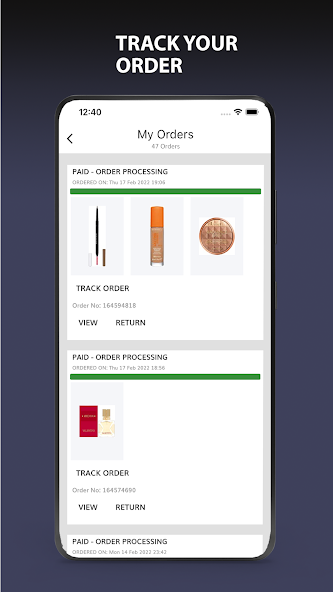 TRACK YOUR
ORDER
12:40
My Orders
47 Orders
PAID - ORDER PROCESSING
ORDERED ON: Thu 17 Feb 2022 19:06
TRACK ORDER
Order No: 164594818
VIEW RETURN
PAID - ORDER PROCESSING
ORDERED ON: Thu 17 Feb 2022 18:56
TRACK ORDER
Order No: 164574690
VIEW RETURN
PAID - ORDER PROCESSING
ORDERED ON: Mon 14 Feb 2022 23:42